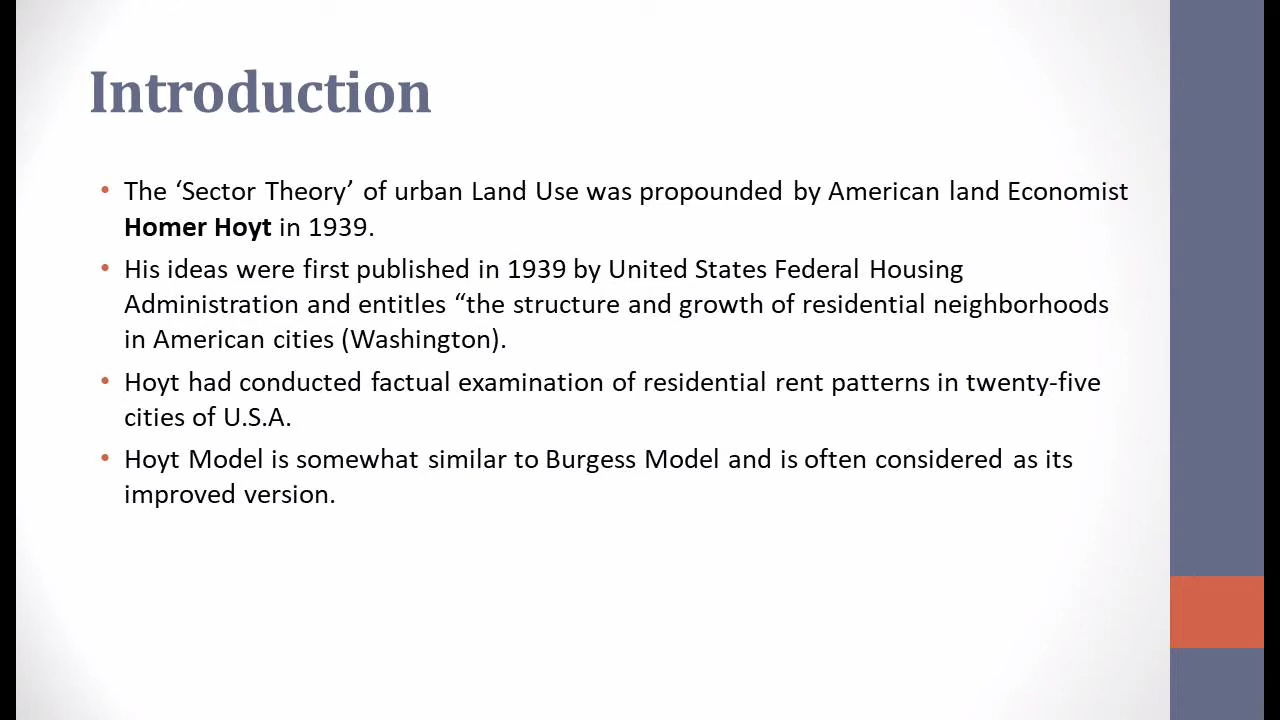 Introduction
• The ‘Sector Theory’ of urban Land Use was propounded by American land Economist
Homer Hoyt in 1939.
• His ideas were first published in 1939 by United States Federal Housing
Administration and entitles “the structure and growth of residential neighborhoods
in American cities (Washington).
• Hoyt had conducted factual examination of residential rent patterns in twenty-five
cities of U.S.A.
• Hoyt Model is somewhat similar to Burgess Model and is often considered as its
improved version.